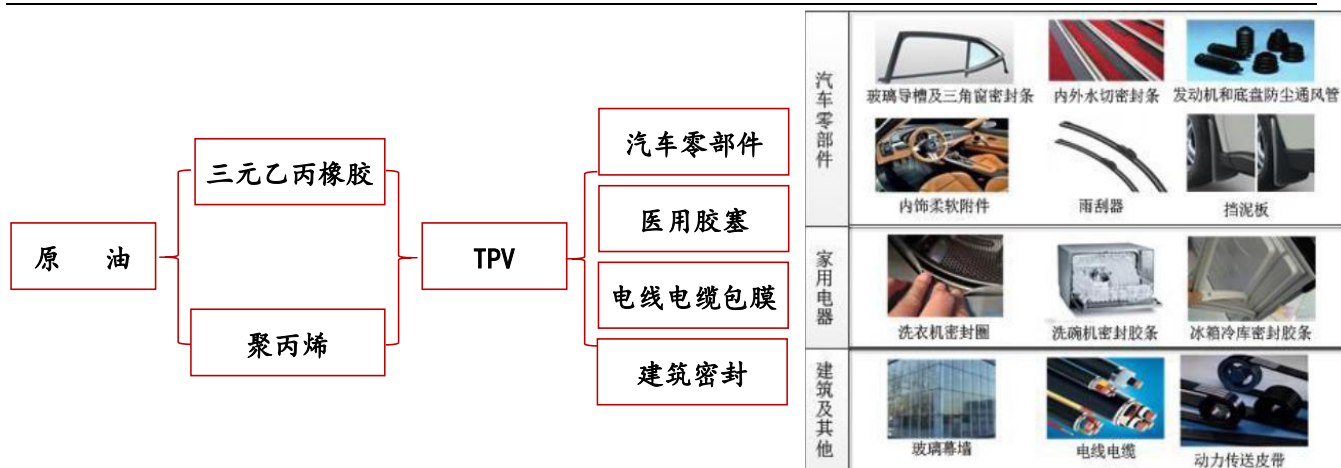 原 油
三元乙丙橡胶
聚丙烯
TPV
汽车零部件
医用胶塞
电线电缆包膜
建筑密封
汽车零部件
玻璃导槽及三角窗密封条
内外水切密封条
发动机和底盘防尘通风管
内饰柔软附件
雨刮器
挡泥板
家用电器
洗衣机密封圈
洗碗机密封胶条
冰箱冷库密封胶条
建筑及其他
玻璃幕墙
电线电缆
动力传送皮带